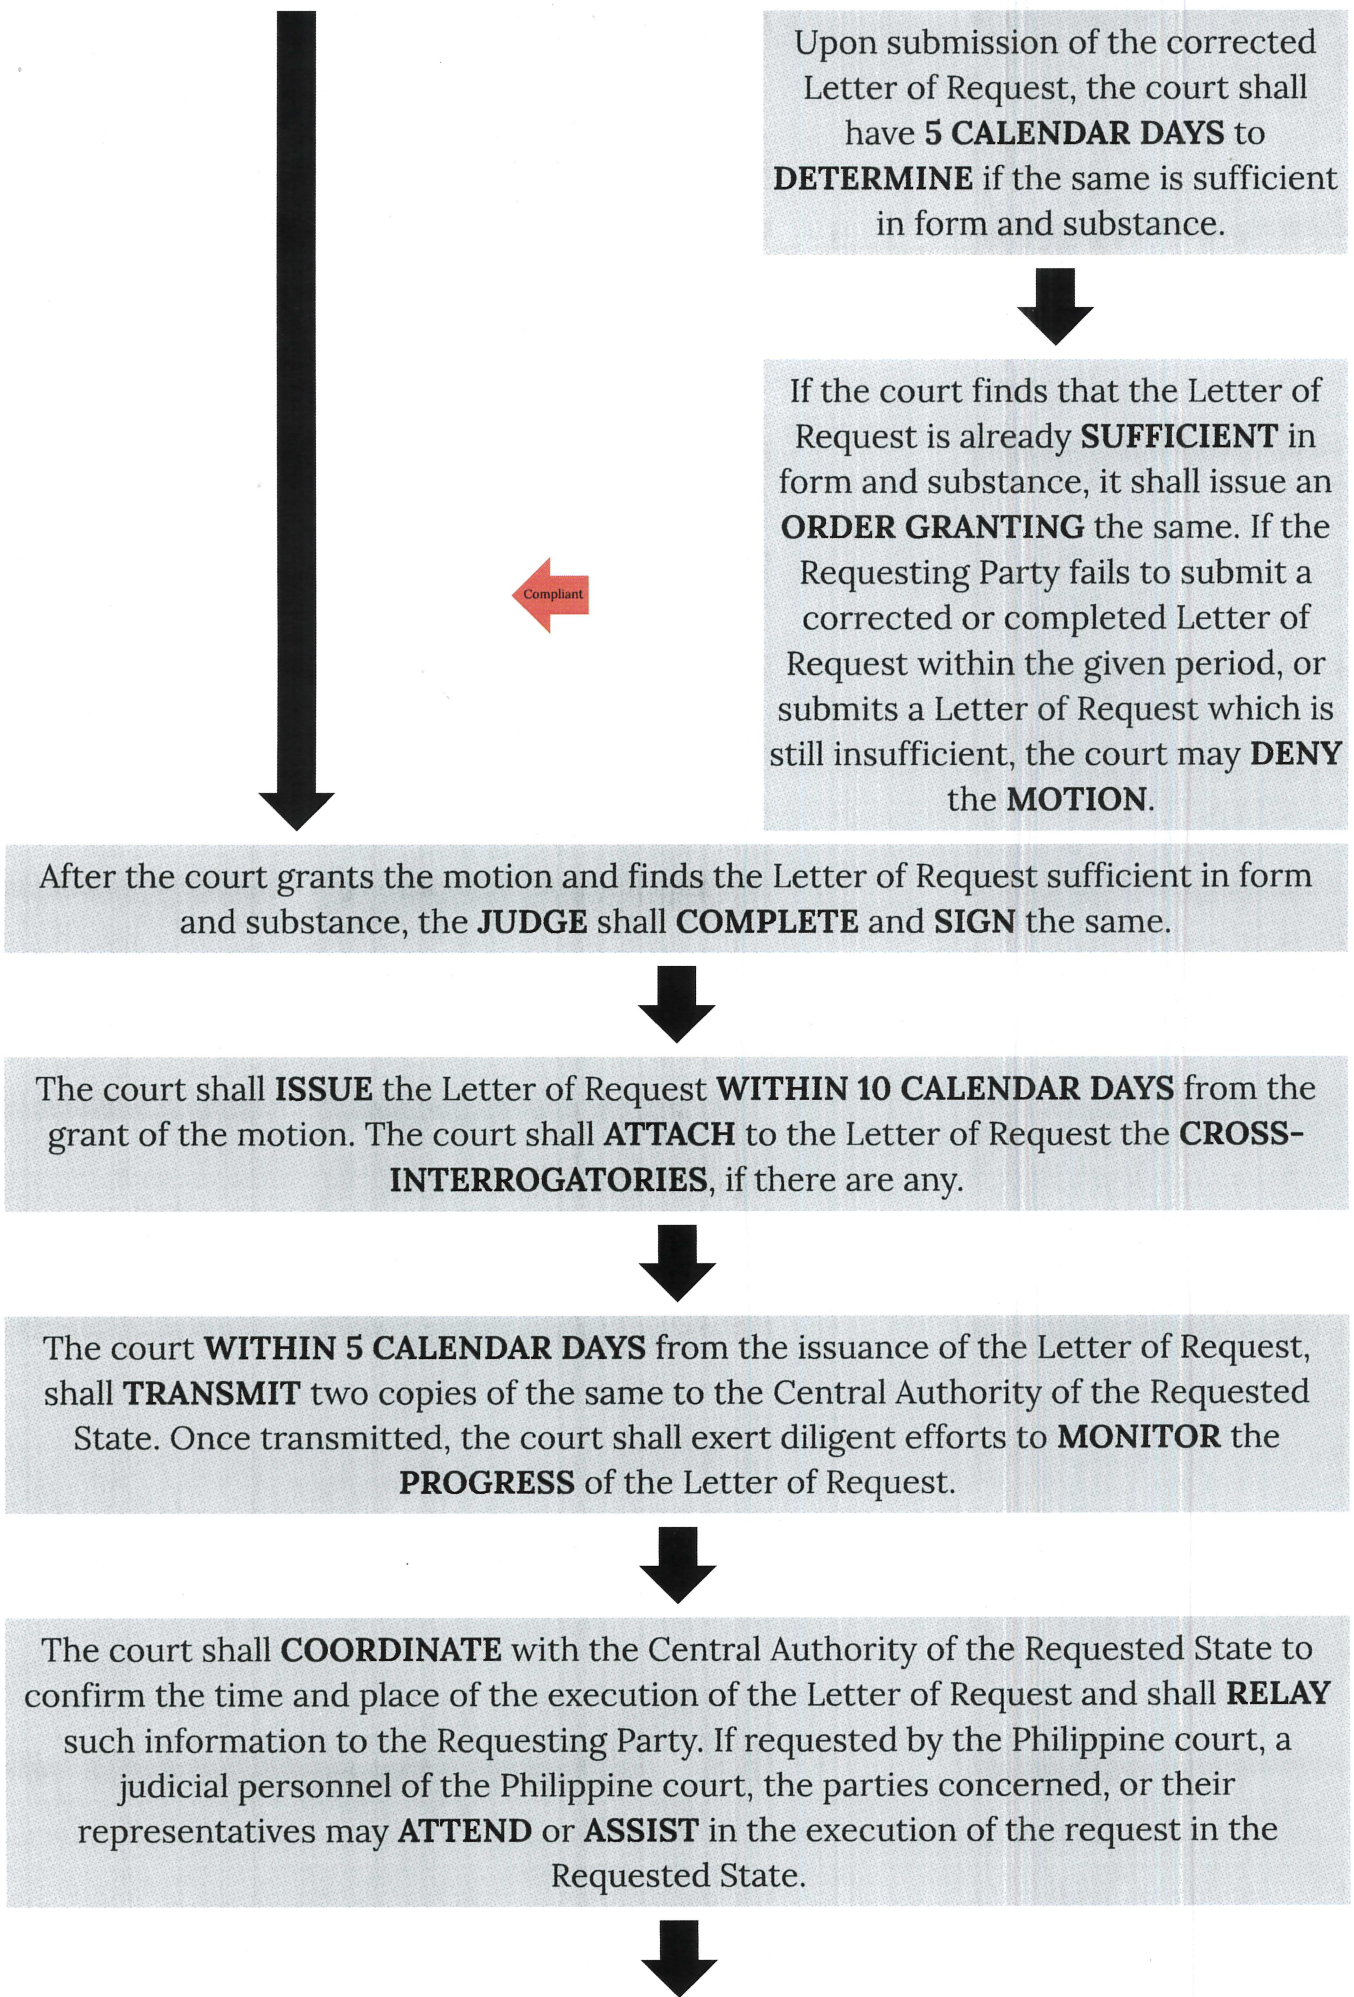 Upon submission of the corrected
Letter of Request, the court shall
have 5 CALENDAR DAYS to
DETERMINE if the same is sufficient
in form and substance.
If the court finds that the Letter of
Request is already SUFFICIENT in
form and substance, it shall issue an
ORDER GRANTING the same. If the
Requesting Party fails to submit a
corrected or completed Letter of
Request within the given period, or
submits a Letter of Request which is
still insufficient, the court may DENY
the MOTION.
Compliant
After the court grants the motion and finds the Letter of Request sufficient in form
and substance, the JUDGE shall COMPLETE and SIGN the same.
The court shall ISSUE the Letter of Request WITHIN 10 CALENDAR DAYS from the
grant of the motion. The court shall ATTACH to the Letter of Request the CROSS-
INTERROGATORIES, if there are any.
The court WITHIN 5 CALENDAR DAYS from the issuance of the Letter of Request,
shall TRANSMIT two copies of the same to the Central Authority of the Requested
State. Once transmitted, the court shall exert diligent efforts to MONITOR the
PROGRESS of the Letter of Request.
The court shall COORDINATE with the Central Authority of the Requested State to
confirm the time and place of the execution of the Letter of Request and shall RELAY
such information to the Requesting Party. If requested by the Philippine court, a
judicial personnel of the Philippine court, the parties concerned, or their
representatives may ATTEND or ASSIST in the execution of the request in the
Requested State.